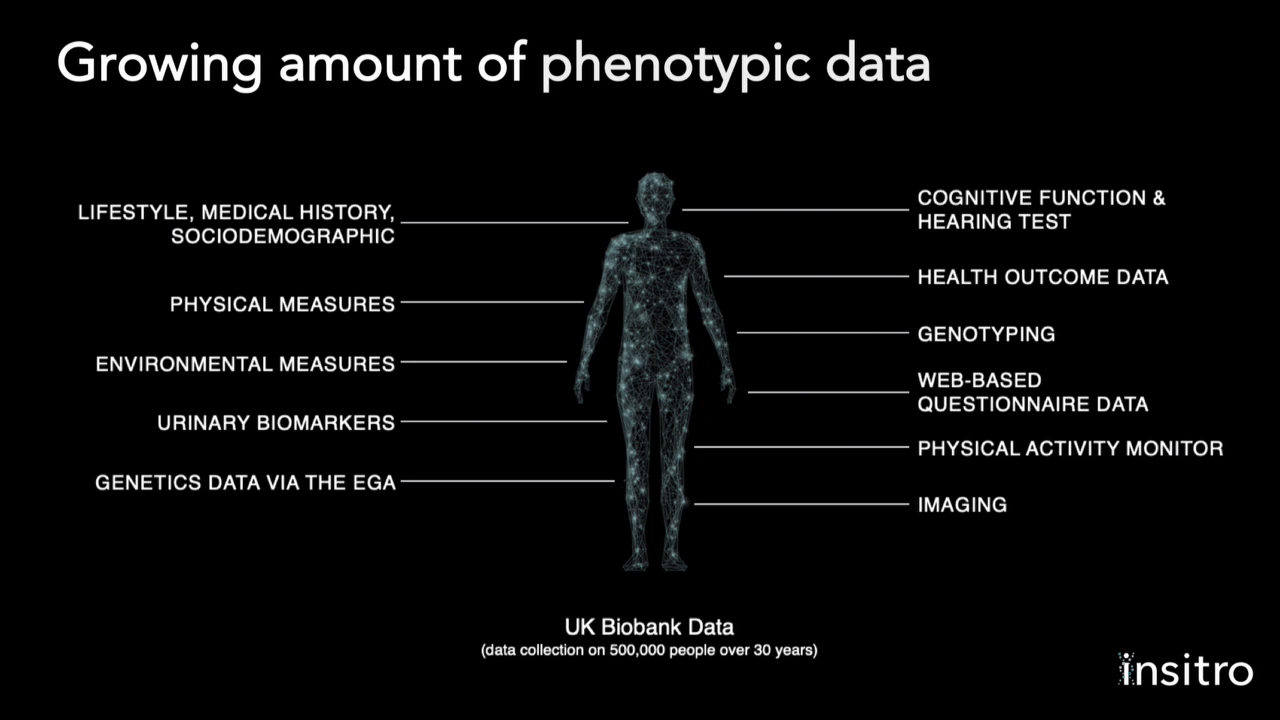 Growing amount of phenotypic data
LIFESTYLE, MEDICAL HISTORY,
SOCIODEMOGRAPHIC
PHYSICAL MEASURES
ENVIRONMENTAL MEASURES
URINARY BIOMARKERS
GENETICS DATA VIA THE EGA
COGNITIVE FUNCTION &
HEARING TEST
HEALTH OUTCOME DATA
GENOTYPING
WEB-BASED
QUESTIONNAIRE DATA
PHYSICAL ACTIVITY MONITOR
IMAGING
UK Biobank Data
(data collection on 500,000 people over 30 years)
insitro